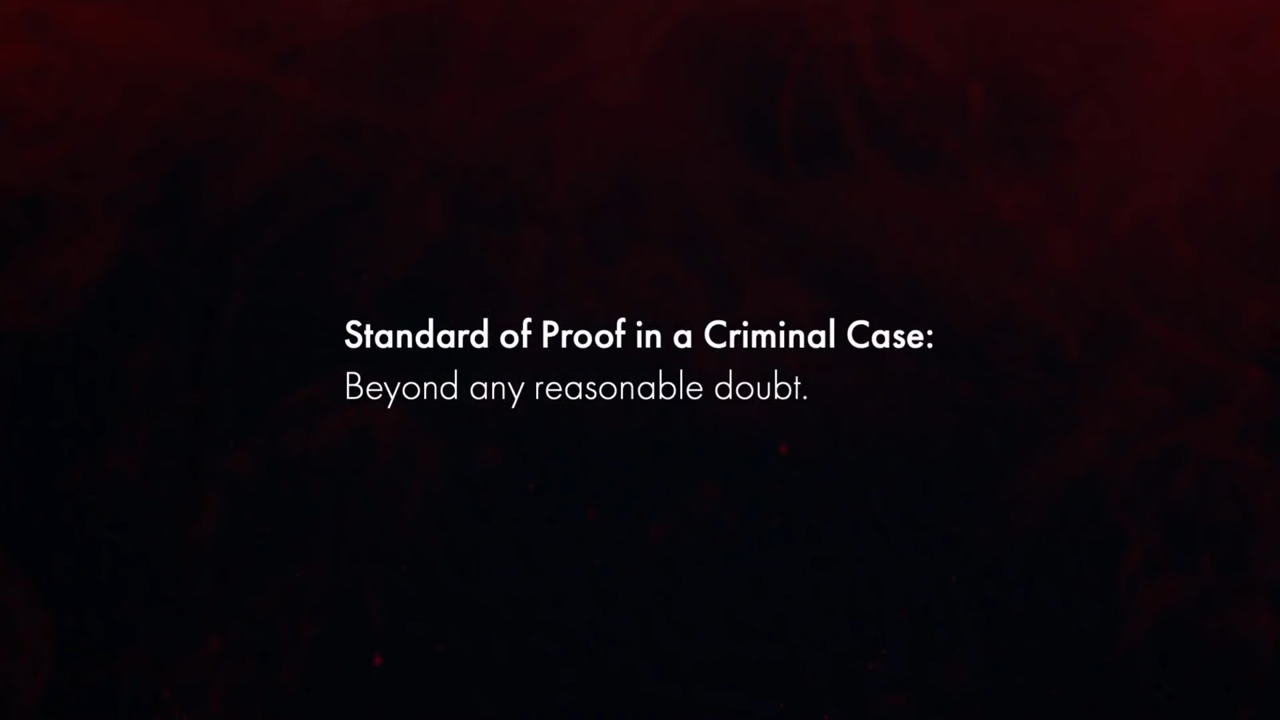 Standard of Proof in a Criminal Case:
Beyond any reasonable doubt.